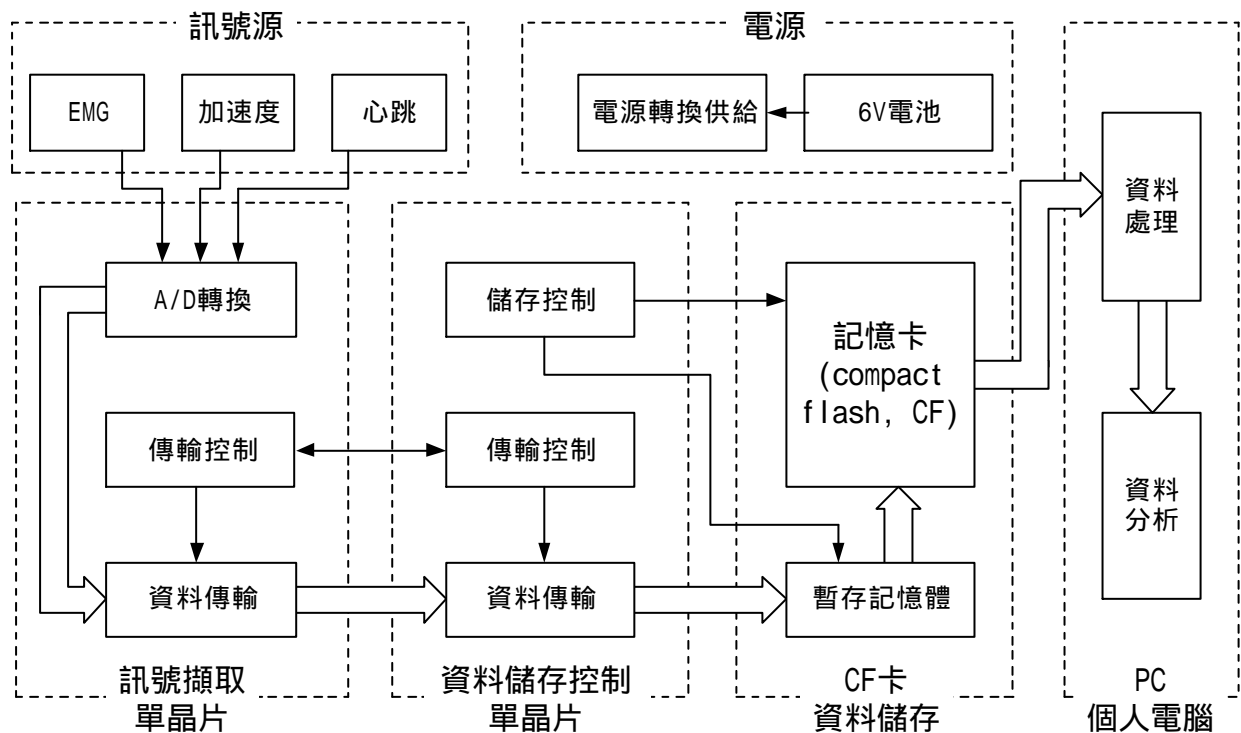 訊號源
EMG
加速度
心跳
電源
電源轉換供給
6V電池
A/D轉換
傳輸控制
資料傳輸
訊號擷取
單晶片
儲存控制
傳輸控制
資料傳輸
資料儲存控制
單晶片
記憶卡
(compact
flash, CF)
暫存記憶體
CF卡
資料儲存
資料
處理
資料
分析
PC
個人電腦